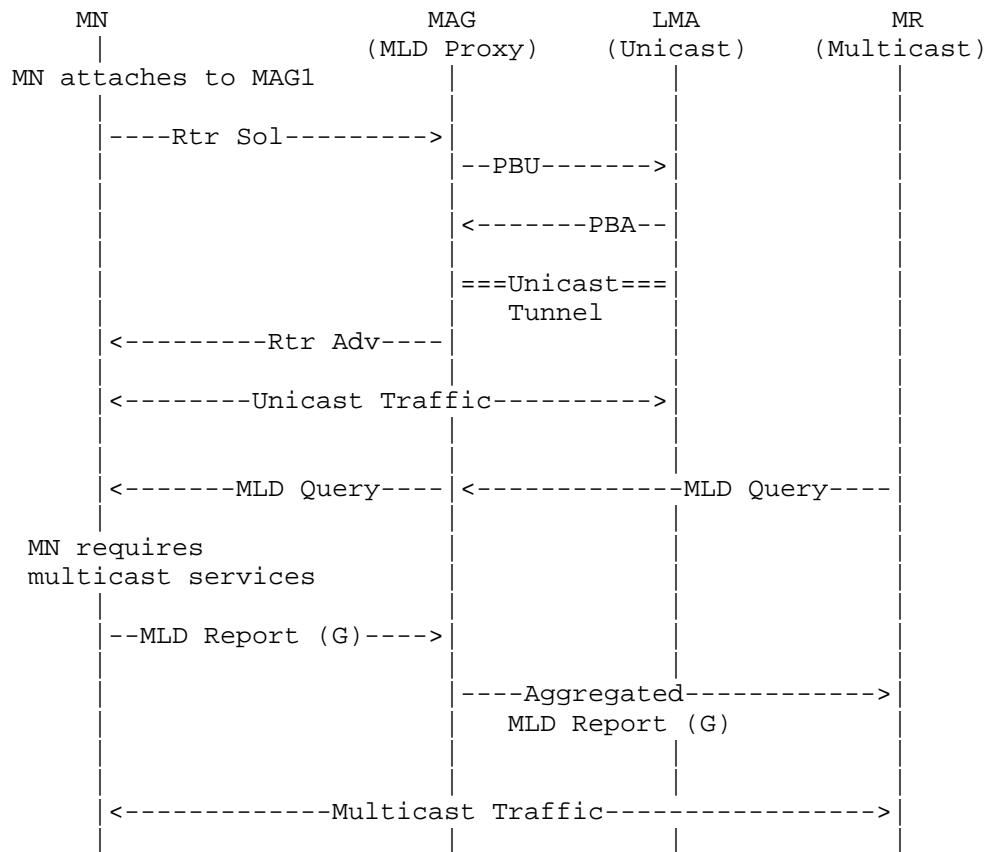 MN MAG LMA MR
(MLD Proxy) (Unicast) (Multicast)
MN attaches to MAG1
----Rtr Sol--------->
--PBU------->
<-------PBA--
===Unicast===
Tunnel
<---------Rtr Adv----
<--------Unicast Traffic---------->
<-------MLD Query---- <-------------MLD Query----
MN requires
multicast services
--MLD Report (G)---->
----Aggregated------------>
MLD Report (G)
<-------------Multicast Traffic----------------->